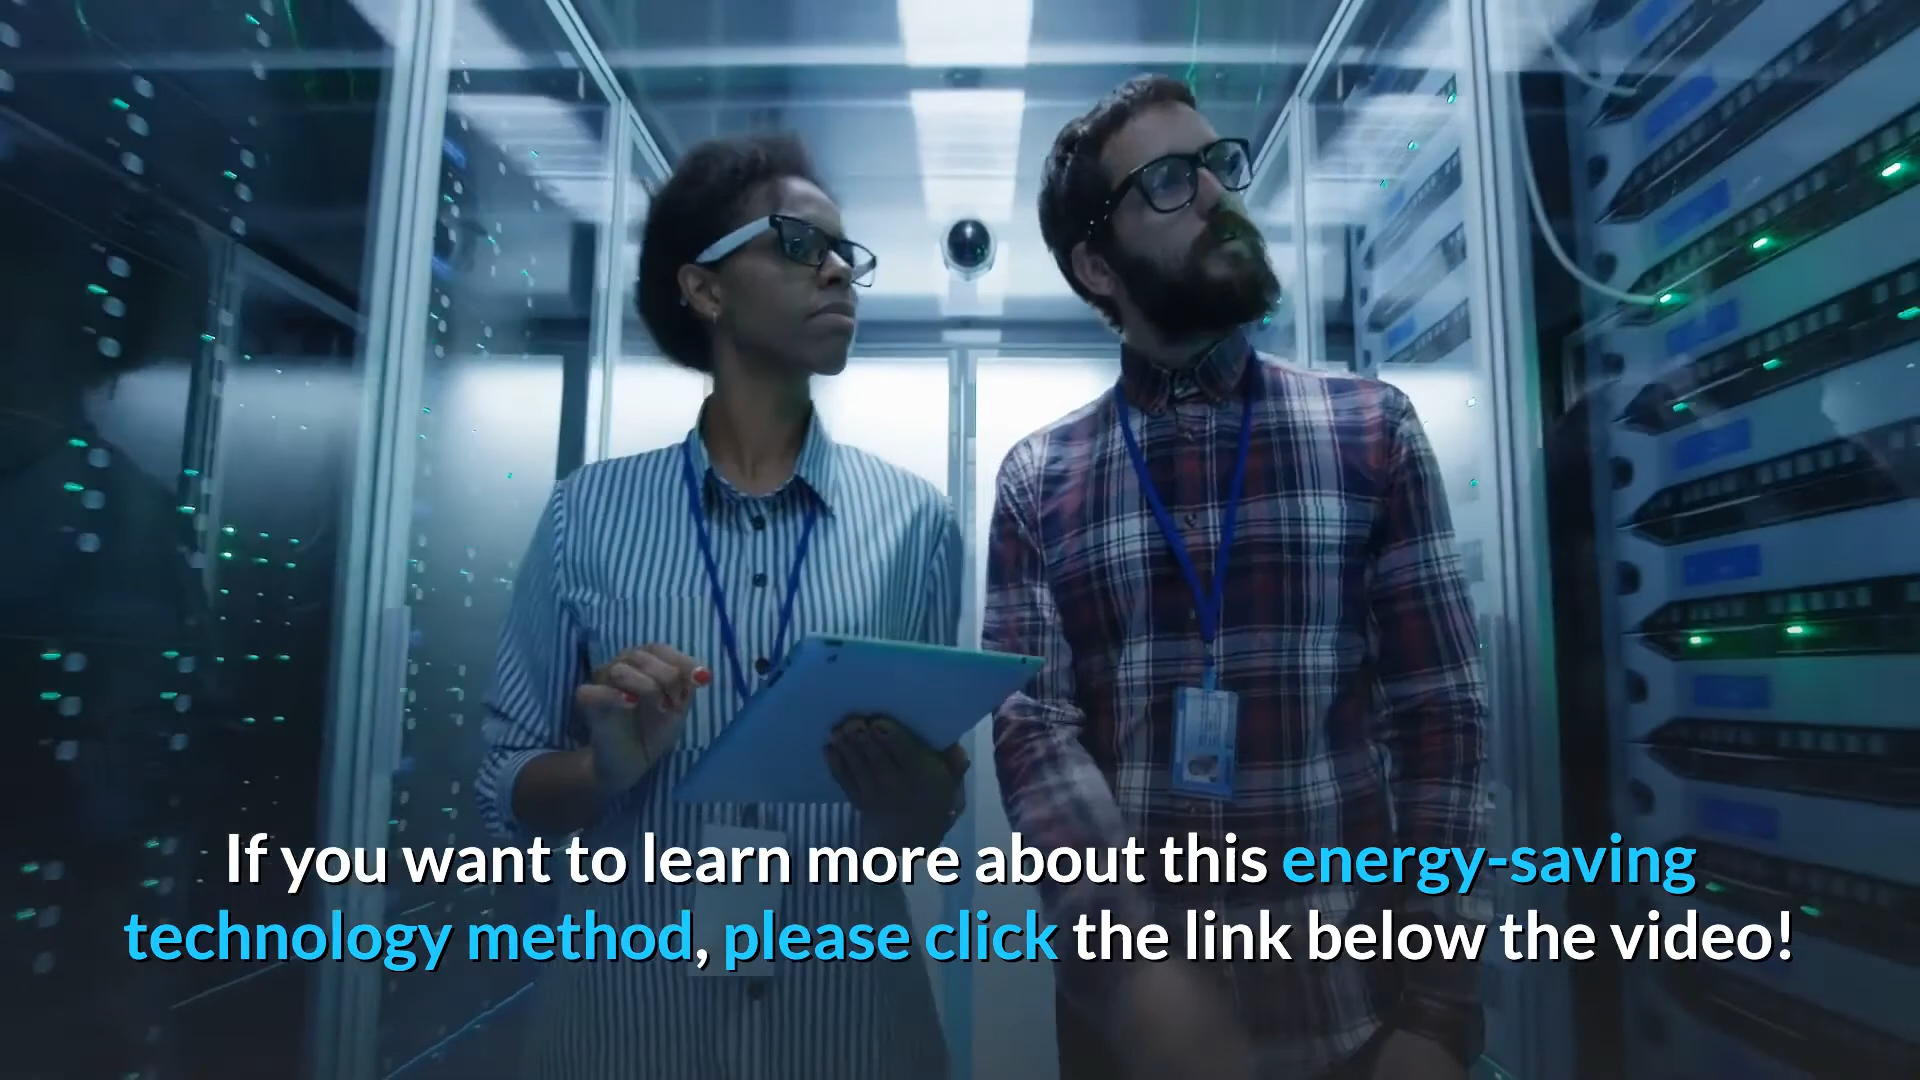 If you want to learn more about this energy-saving
technology method, please click the link below the video!